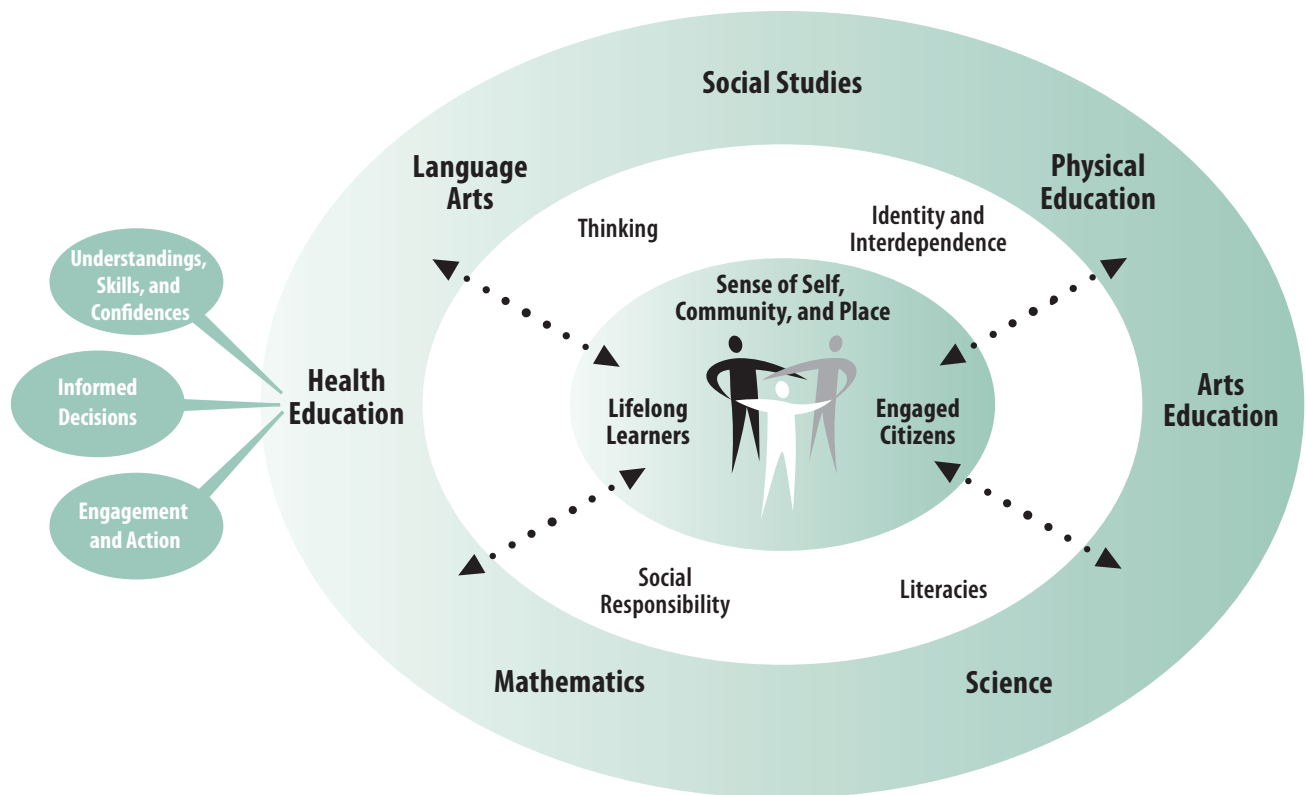 Social Studies
Language
Arts
Physical
Education
Thinking
Identity and
Interdependence
Understandings,
Skills, and
Confidences
Sense of Self,
Community, and Place
Informed
Decisions
Health
Education
Lifelong
Learners
Engaged
Citizens
Arts
Education
Engagement
and Action
Social
Responsibility
Literacies
Mathematics
Science